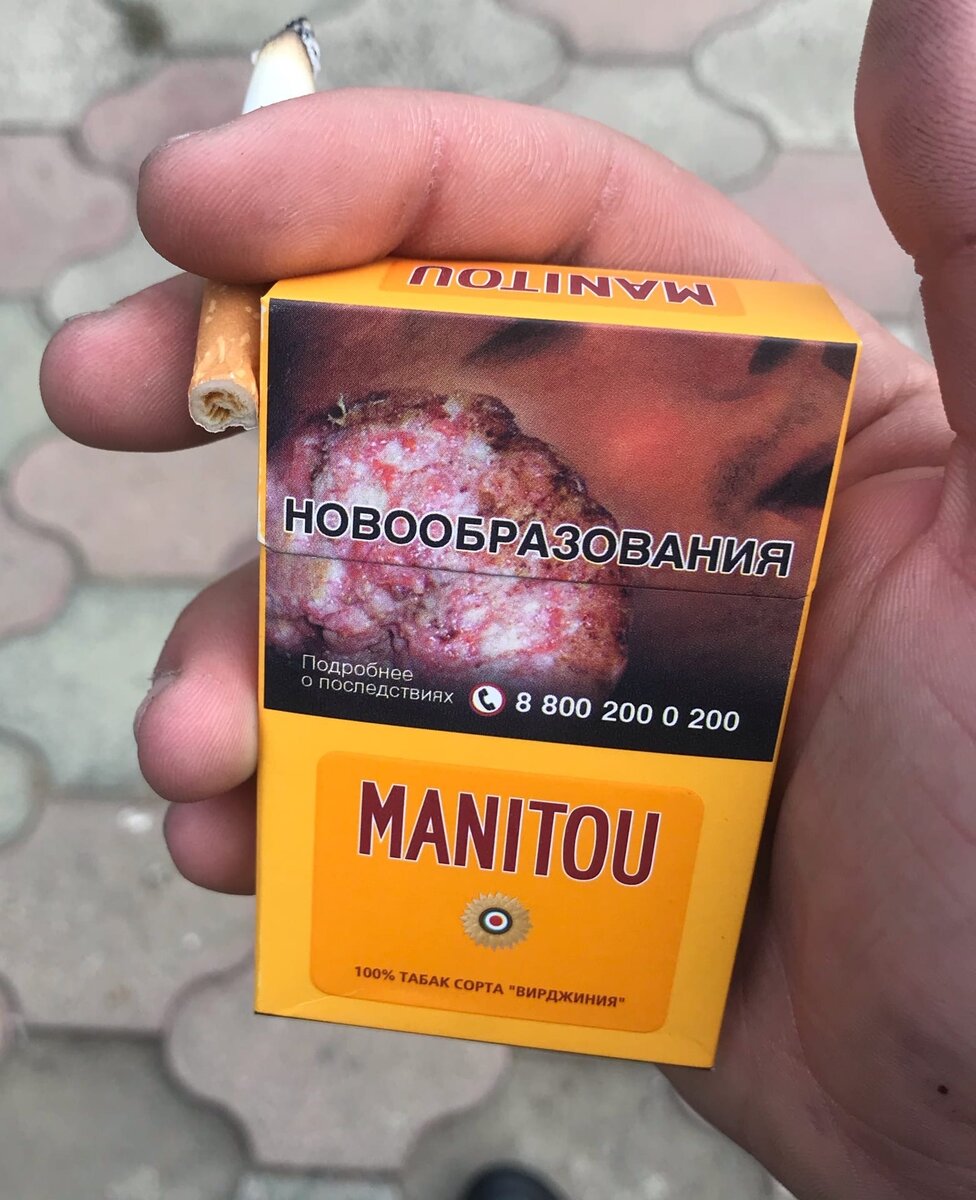 MANITOU
НОВООБРАЗОВАНИЯ
Подробнее
о последствиях 8 800 200 0 200
MANITOU
100% ТАБАК СОРТА "ВИРДЖИНИЯ"